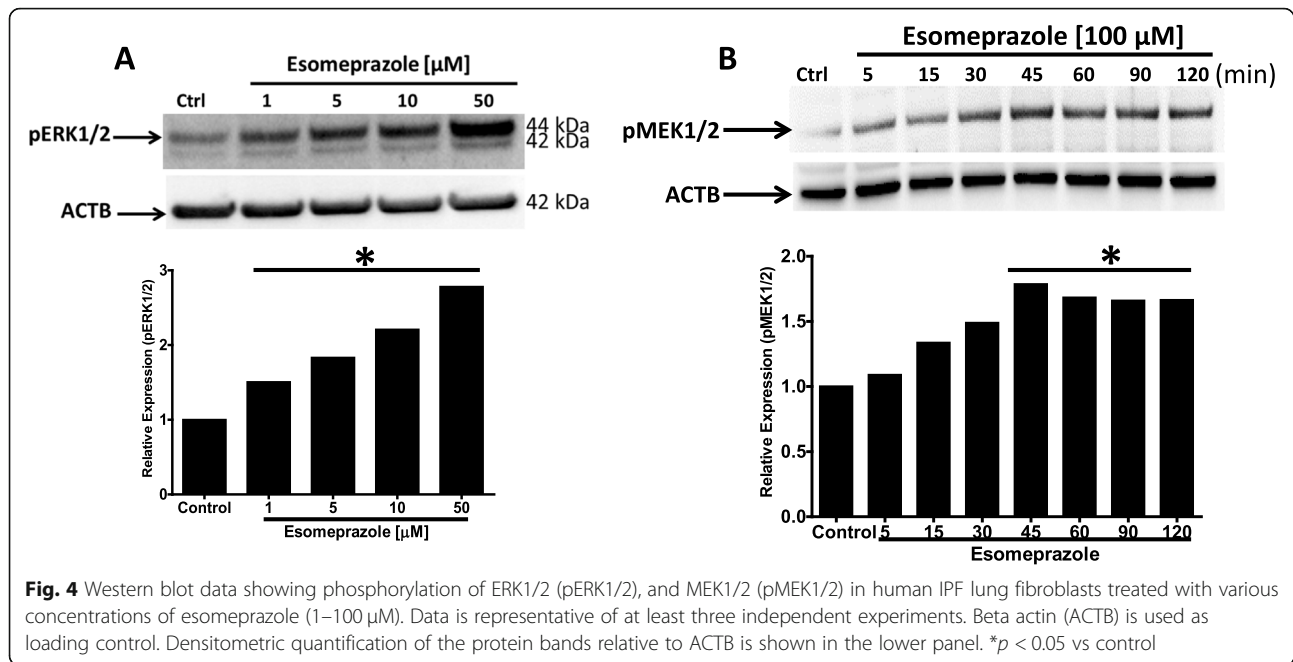 A
Esomeprazole [µM]
Ctrl 1 5 10 50
pERK1/2
44 kDa
42 kDa
ACTB
42 kDa
*
Relative Expression (pERK1/2)
3
2
1
0
Control 1 5 10 50
Esomeprazole [µM]
B
Esomeprazole [100 µM]
Ctrl 5 15 30 45 60 90 120 (min)
pMEK1/2
ACTB
*
Relative Expression (pMEK1/2)
2.0
1.5
1.0
0.5
0.0
Control 5 15 30 45 60 90 120
Esomeprazole
Fig. 4 Western blot data showing phosphorylation of ERK1/2 (pERK1/2), and MEK1/2 (pMEK1/2) in human IPF lung fibroblasts treated with various
concentrations of esomeprazole (1–100 µM). Data is representative of at least three independent experiments. Beta actin (ACTB) is used as
loading control. Densitometric quantification of the protein bands relative to ACTB is shown in the lower panel. *p < 0.05 vs control